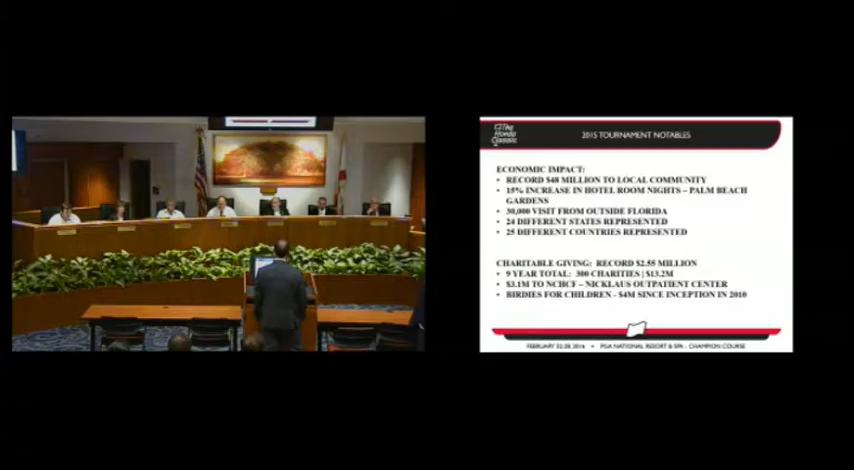 The
Honda
Classic
2015 TOURNAMENT NOTABLES
ECONOMIC IMPACT:
• RECORD $48 MILLION TO LOCAL COMMUNITY
• 15% INCREASE IN HOTEL ROOM NIGHTS – PALM BEACH
GARDENS
• 30,000 VISIT FROM OUTSIDE FLORIDA
• 24 DIFFERENT STATES REPRESENTED
• 25 DIFFERENT COUNTRIES REPRESENTED
CHARITABLE GIVING: RECORD $2.55 MILLION
• 9 YEAR TOTAL: 300 CHARITIES | $13.2M
• $3.1M TO NCHCF – NICKLAUS OUTPATIENT CENTER
• BIRDIES FOR CHILDREN - $4M SINCE INCEPTION IN 2010
FEBRUARY 22-28, 2016 • PGA NATIONAL RESORT & SPA - CHAMPION COURSE